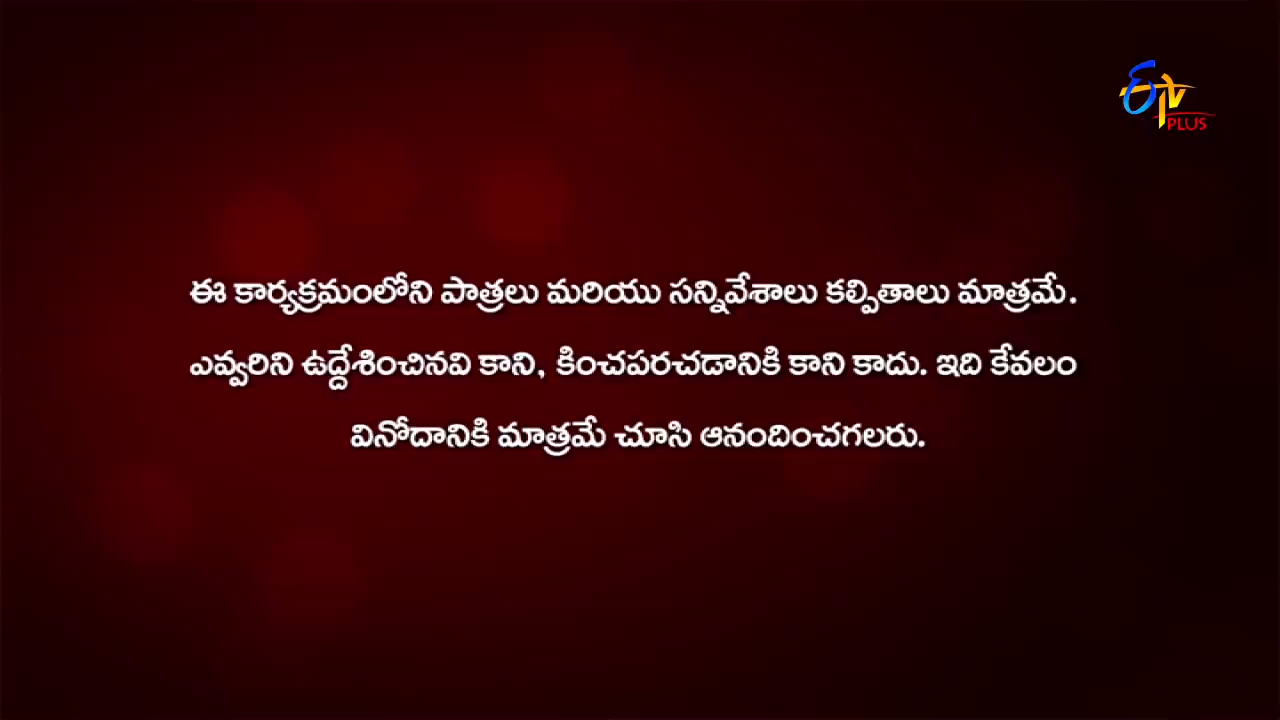 ETV
PLUS
ఈ కార్యక్రమంలోని పాత్రలు మరియు సన్నివేశాలు కల్పితాలు మాత్రమే.
ఎవ్వరిని ఉద్దేశించినవి కాని, కించపరచడానికి కాని కాదు. ఇది కేవలం
వినోదానికి మాత్రమే చూసి ఆనందించగలరు.